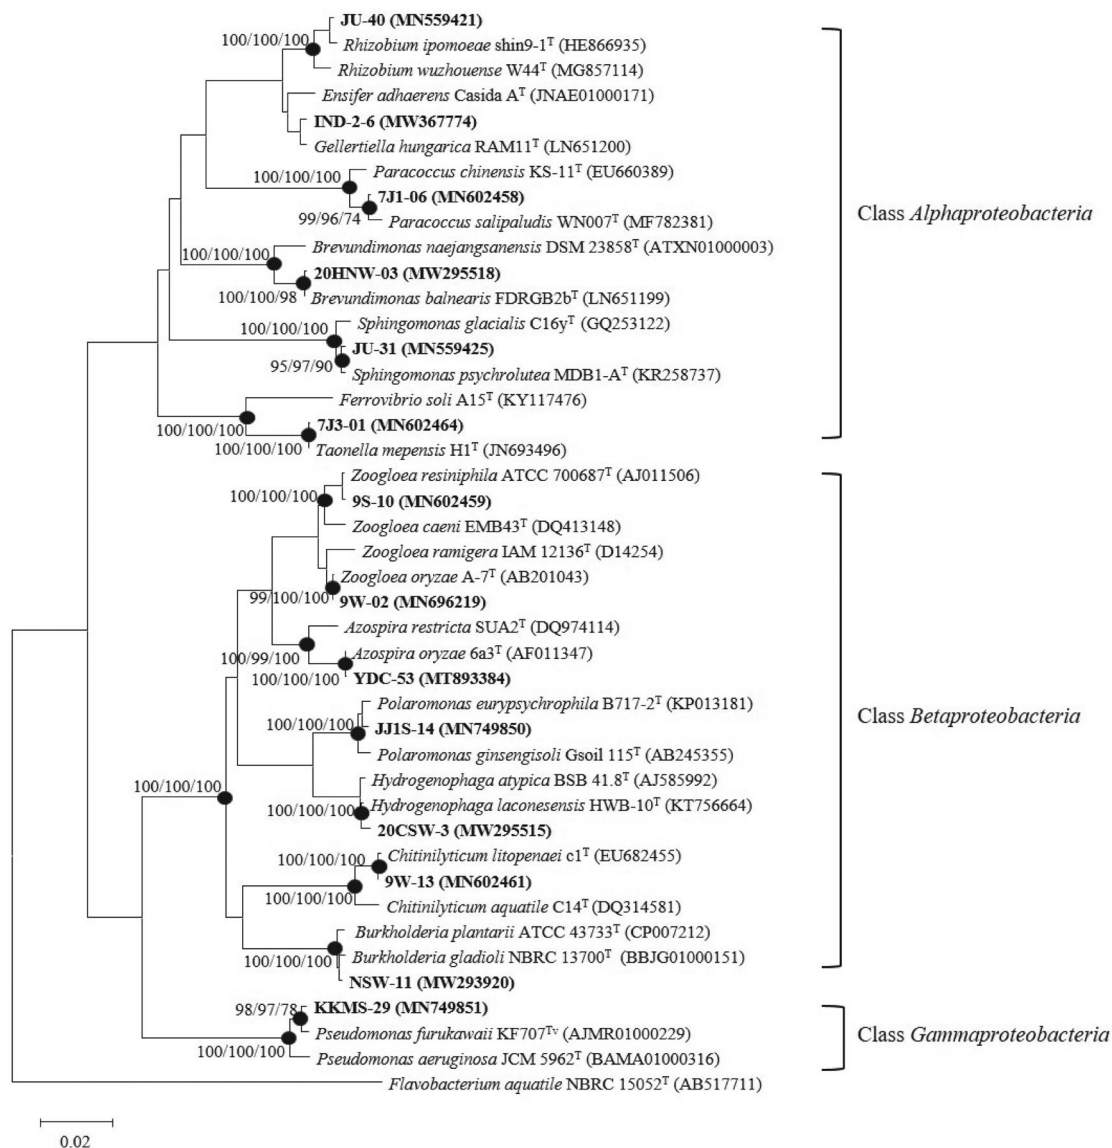 JU-40 (MN559421)
100/100/100
Rhizobium ipomoeae shin9-1ᵀ (HE866935)
Rhizobium wuzhouense W44ᵀ (MG857114)
Ensifer adhaerens Casida Aᵀ (JNAE01000171)
IND-2-6 (MW367774)
Gellertiella hungarica RAM11ᵀ (LN651200)
Paracoccus chinensis KS-11ᵀ (EU660389)
100/100/100
7J1-06 (MN602458)
99/96/74
Paracoccus salipaludis WN007ᵀ (MF782381)
Class Alphaproteobacteria
Brevundimonas naejangsanensis DSM 23858ᵀ (ATXN01000003)
100/100/100
20HNW-03 (MW295518)
100/100/98
Brevundimonas balnearis FDRGB2bᵀ (LN651199)
Sphingomonas glacialis C16yᵀ (GQ253122)
100/100/100
JU-31 (MN559425)
95/97/90
Sphingomonas psychrolutea MDB1-Aᵀ (KR258737)
Ferrovibrio soli A15ᵀ (KY117476)
7J3-01 (MN602464)
100/100/100
100/100/100
Taonella mepensis H1ᵀ (JN693496)
Zoogloea resiniphila ATCC 700687ᵀ (AJ011506)
100/100/100
9S-10 (MN602459)
Zoogloea caeni EMB43ᵀ (DQ413148)
Zoogloea ramigera IAM 12136ᵀ (D14254)
Zoogloea oryzae A-7ᵀ (AB201043)
99/100/100
9W-02 (MN696219)
Azospira restricta SUA2ᵀ (DQ974114)
100/99/100
Azospira oryzae 6a3ᵀ (AF011347)
100/100/100
YDC-53 (MT893384)
Polaromonas eurypsychrophila B717-2ᵀ (KP013181)
Class Betaproteobacteria
100/100/100
JJ1S-14 (MN749850)
Polaromonas ginsengisoli Gsoil 115ᵀ (AB245355)
Hydrogenophaga atypica BSB 41.8ᵀ (AJ585992)
100/100/100
100/100/100
Hydrogenophaga laconesensis HWB-10ᵀ (KT756664)
20CSW-3 (MW295515)
Chitinilyticum litopenaei c1ᵀ (EU682455)
100/100/100
9W-13 (MN602461)
100/100/100
Chitinilyticum aquatile C14ᵀ (DQ314581)
Burkholderia plantarii ATCC 43733ᵀ (CP007212)
Burkholderia gladioli NBRC 13700ᵀ (BBJG01000151)
100/100/100
NSW-11 (MW293920)
98/97/78
KKMS-29 (MN749851)
Pseudomonas furukawaii KF707ᵀᵛ (AJMR01000229)
Class Gammaproteobacteria
100/100/100
Pseudomonas aeruginosa JCM 5962ᵀ (BAMA01000316)
Flavobacterium aquatile NBRC 15052ᵀ (AB517711)
0.02